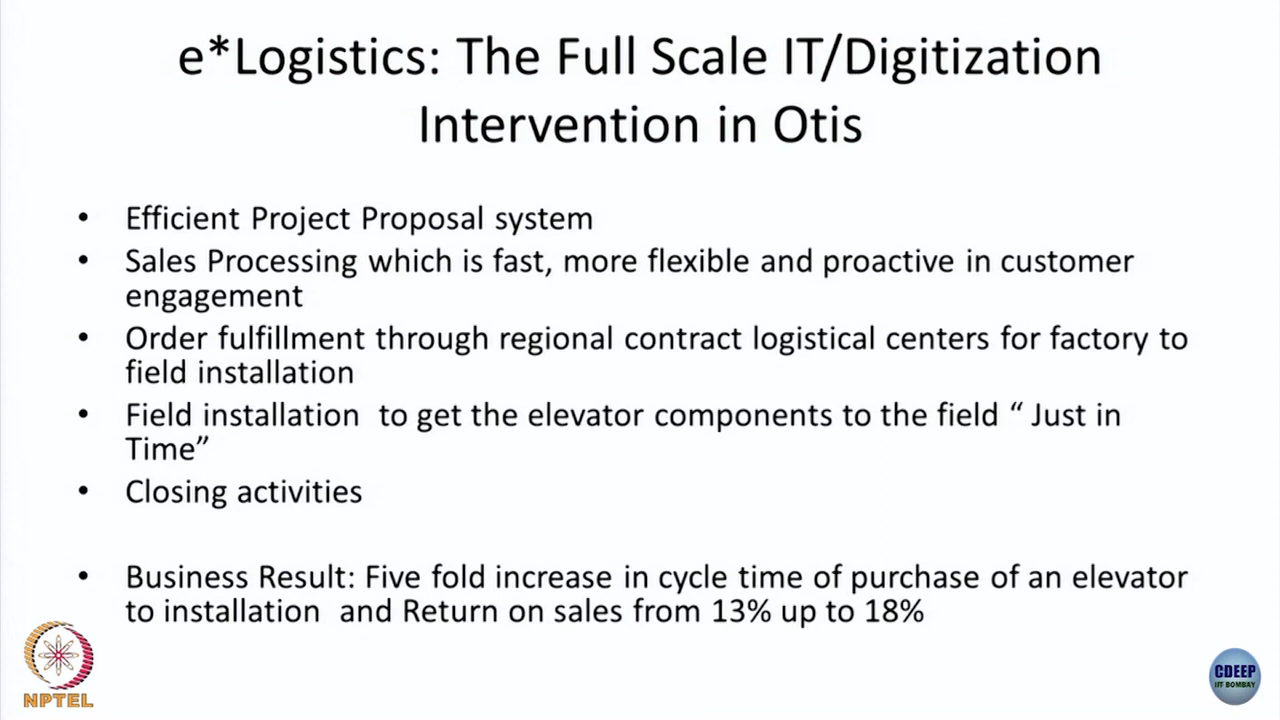 e*Logistics: The Full Scale IT/Digitization
Intervention in Otis
• Efficient Project Proposal system
• Sales Processing which is fast, more flexible and proactive in customer
engagement
• Order fulfillment through regional contract logistical centers for factory to
field installation
• Field installation  to get the elevator components to the field “ Just in
Time”
• Closing activities
• Business Result: Five fold increase in cycle time of purchase of an elevator
to installation  and Return on sales from 13% up to 18%
NPTEL
CDEEP
IIT BOMBAY